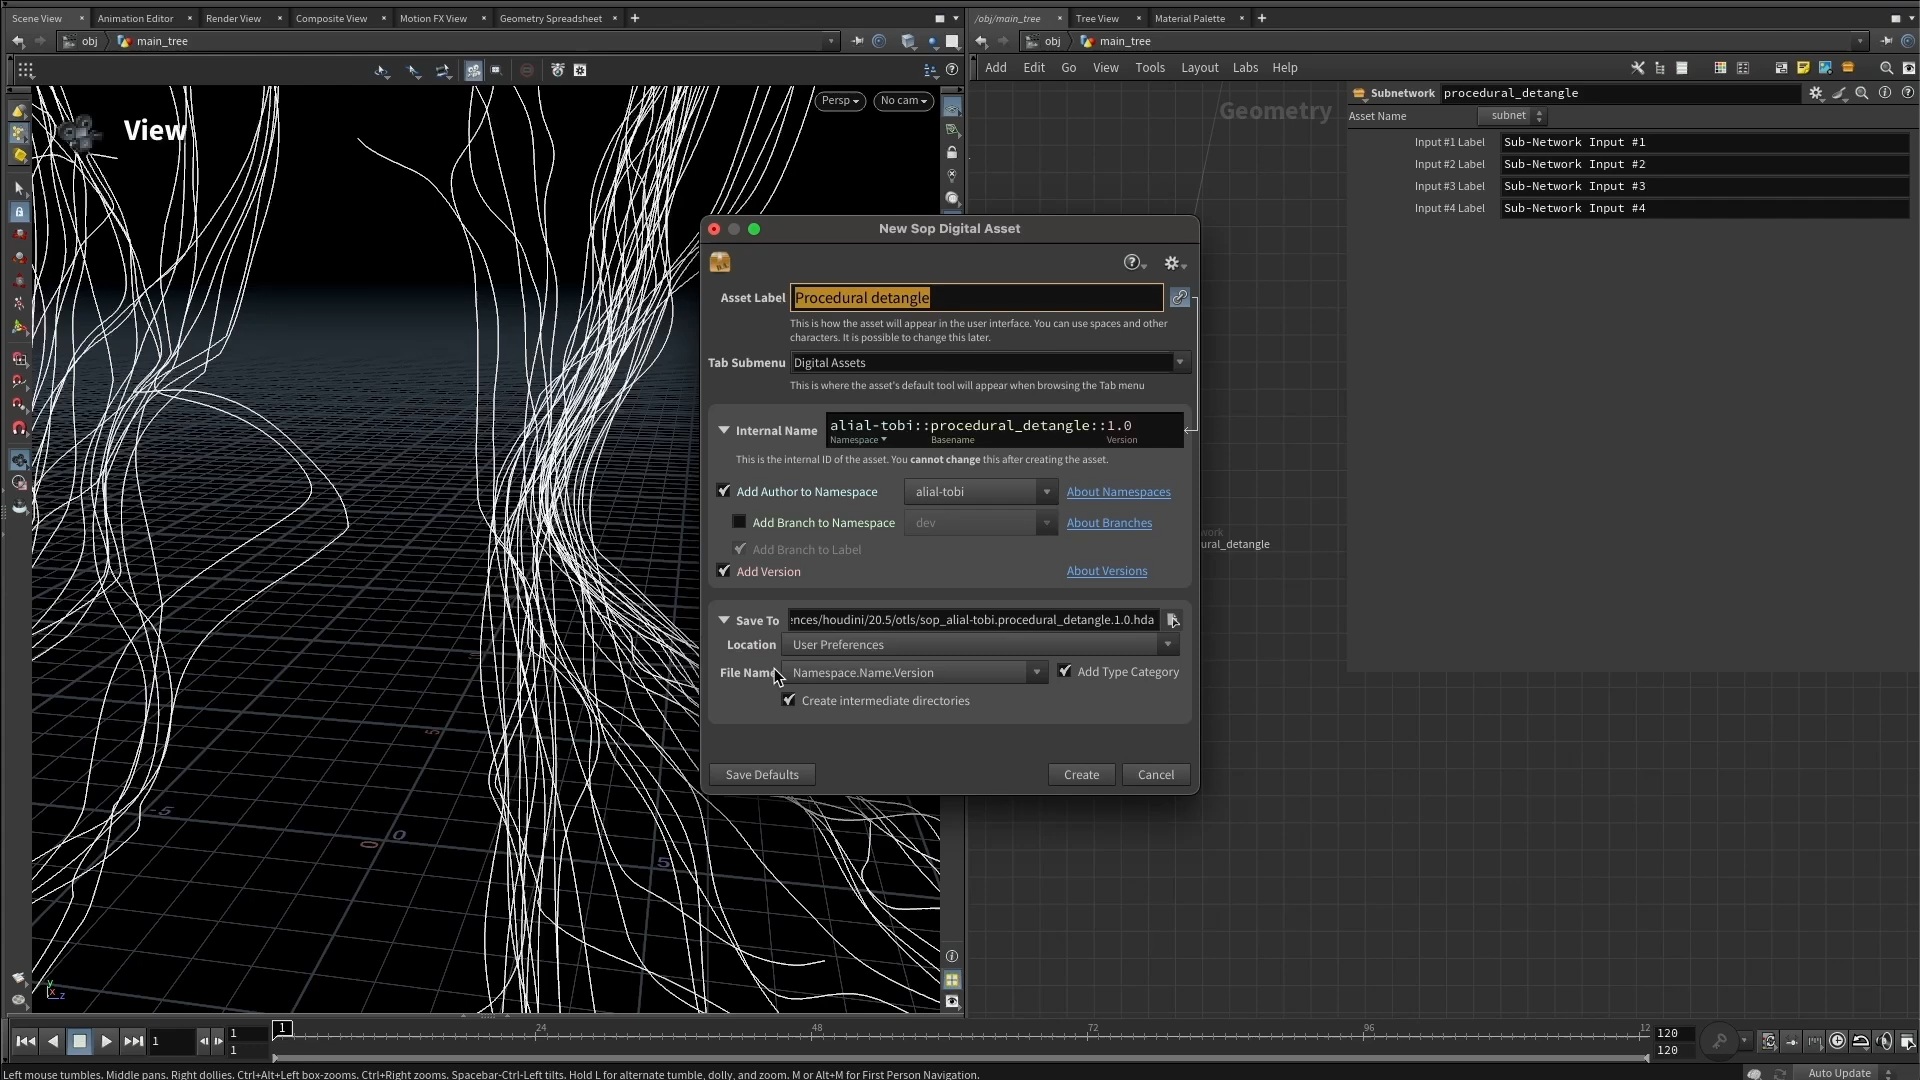 Scene View
Animation Editor
Render View
Composite View
Motion FX View
Geometry Spreadsheet
/obj/main_tree
Tree View
Material Palette
obj
main_tree
obj
main_tree
Add
Edit
Go
View
Tools
Layout
Labs
Help
View
Persp
No cam
Geometry
Subnetwork
procedural_detangle
Asset Name
subnet
Input #1 Label
Sub-Network Input #1
Input #2 Label
Sub-Network Input #2
Input #3 Label
Sub-Network Input #3
Input #4 Label
Sub-Network Input #4
New Sop Digital Asset
Asset Label
Procedural detangle
This is how the asset will appear in the user interface. You can use spaces and other
characters. It is possible to change this later.
Tab Submenu
Digital Assets
This is where the asset's default tool will appear when browsing the Tab menu
Internal Name
alial-tobi::procedural_detangle::1.0
Namespace
Basename
Version
This is the internal ID of the asset. You cannot change this after creating the asset.
Add Author to Namespace
alial-tobi
About Namespaces
Add Branch to Namespace
dev
About Branches
Add Branch to Label
Add Version
About Versions
work
ural_detangle
Save To
ences/houdini/20.5/otls/sop_alial-tobi.procedural_detangle.1.0.hda
Location
User Preferences
File Name
Namespace.Name.Version
Add Type Category
Create intermediate directories
Save Defaults
Create
Cancel
-5
0
0
5
5
y
x
z
1
1
1
1
24
48
72
96
12
120
120
Left mouse tumbles. Middle pans. Right dollies. Ctrl+Alt+Left box-zooms. Ctrl+Right zooms. Spacebar-Ctrl-Left tilts. Hold L for alternate tumble, dolly, and zoom. M or Alt+M for First Person Navigation.
Auto Update